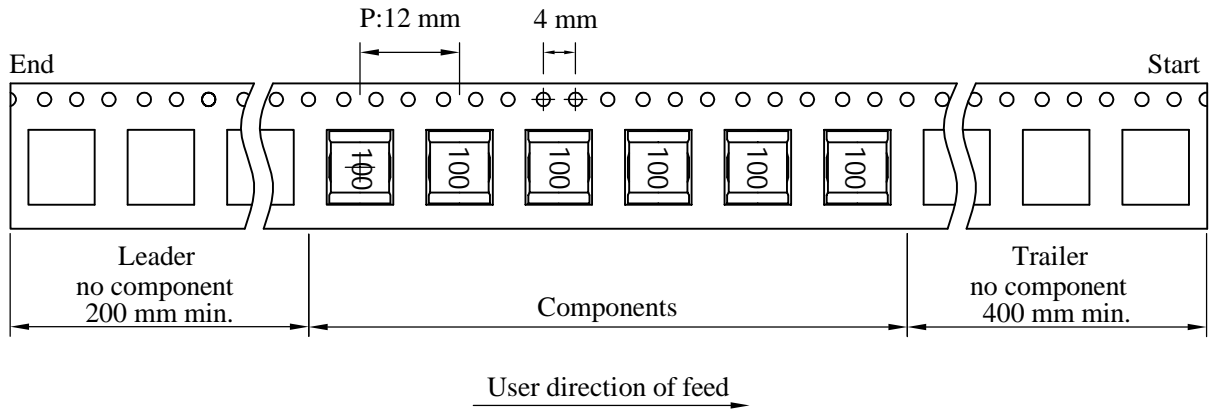 P:12 mm
4 mm
End
Start
100
100
100
100
100
100
Leader
no component
200 mm min.
Components
Trailer
no component
400 mm min.
User direction of feed